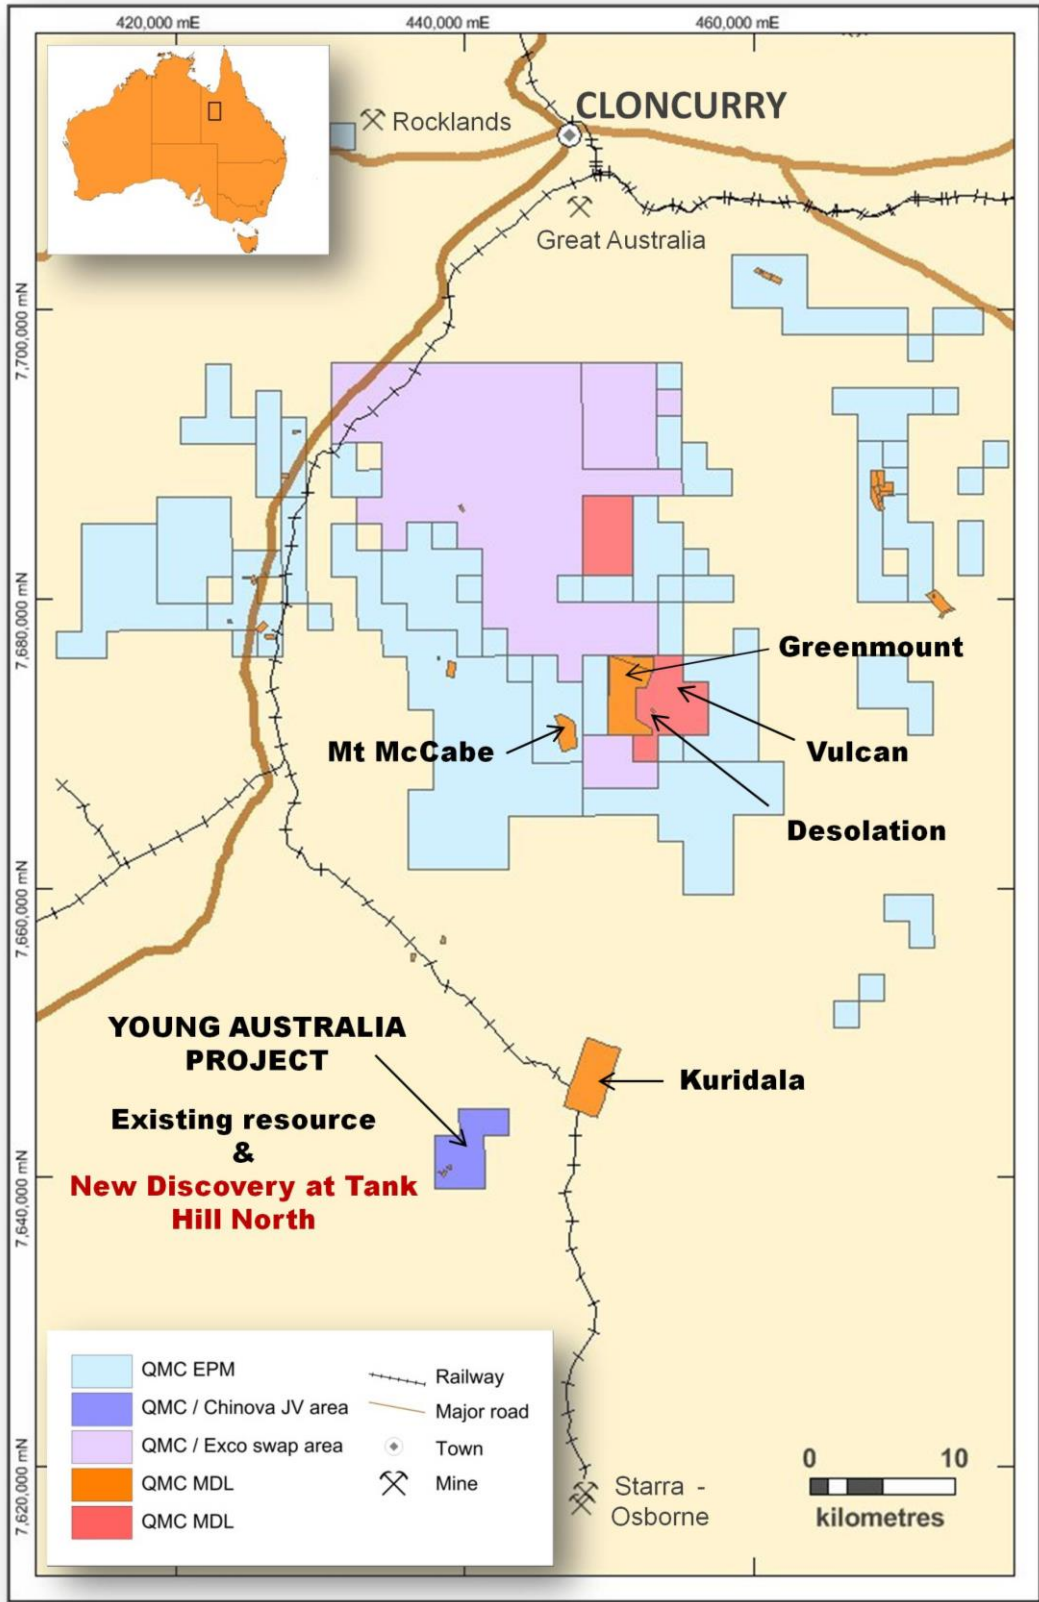 420,000 mE
440,000 mE
460,000 mE
CLONCURRY
Rocklands
Great Australia
7,700,000 mN
7,680,000 mN
Greenmount
Mt McCabe
Vulcan
Desolation
7,660,000 mN
YOUNG AUSTRALIA
PROJECT
Existing resource
&
New Discovery at Tank
Hill North
Kuridala
7,640,000 mN
7,620,000 mN
QMC EPM
QMC / Chinova JV area
QMC / Exco swap area
QMC MDL
QMC MDL
Railway
Major road
Town
Mine
Starra -
Osborne
0 10
kilometres